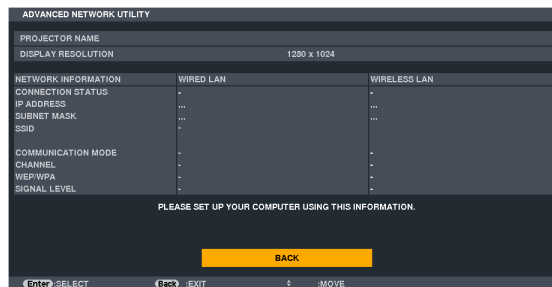 ADVANCED NETWORK UTILITY
PROJECTOR NAME
DISPLAY RESOLUTION 1280 x 1024
NETWORK INFORMATION WIRED LAN WIRELESS LAN
CONNECTION STATUS - -
IP ADDRESS ... ...
SUBNET MASK ... ...
SSID -
COMMUNICATION MODE - -
CHANNEL - -
WEP/WPA - -
SIGNAL LEVEL - -
PLEASE SET UP YOUR COMPUTER USING THIS INFORMATION.
BACK
Enter :SELECT Back :EXIT :MOVE